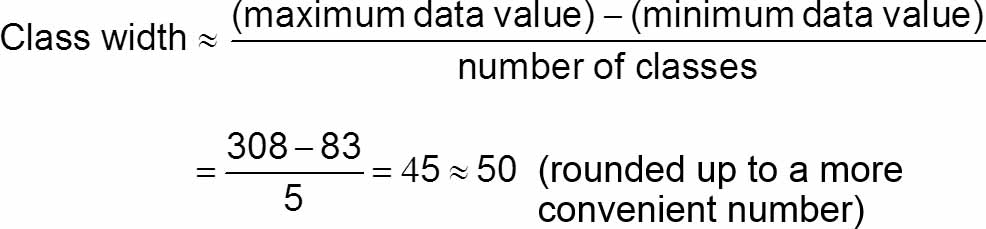 Class width ≈ (maximum data value) – (minimum data value)
number of classes
= 308 – 83 / 5 = 45 ≈ 50 (rounded up to a more
convenient number)